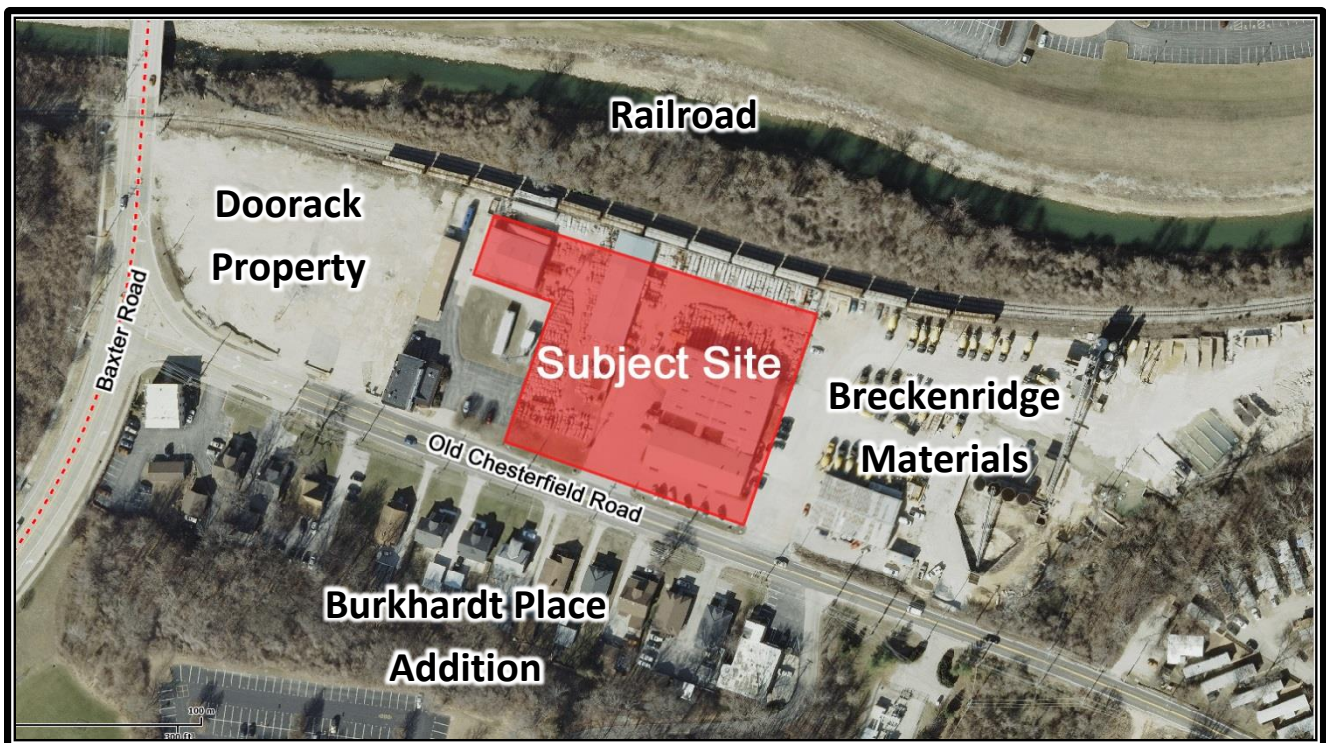 Railroad
Doorack
Property
Baxter Road
Subject Site
Breckenridge
Materials
Old Chesterfield Road
Burkhardt Place
Addition
100 m
300 ft